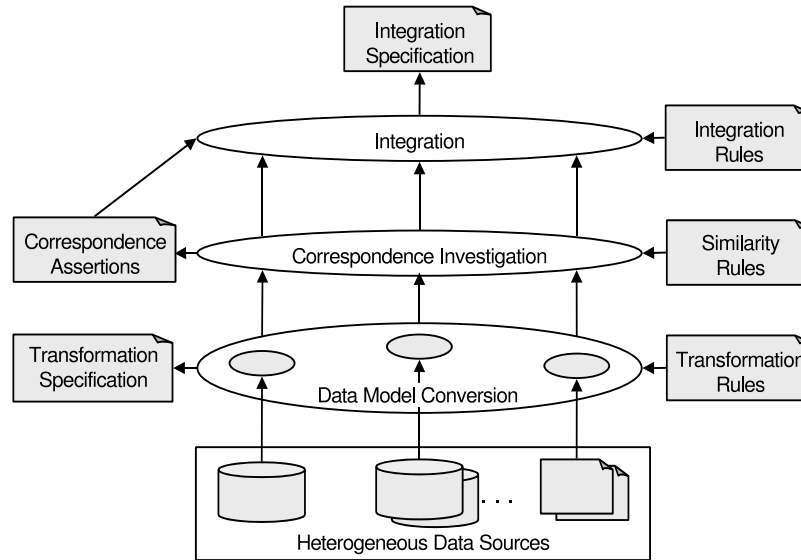 Integration
Specification
Integration
Integration
Rules
Correspondence
Assertions
Correspondence Investigation
Similarity
Rules
Transformation
Specification
Data Model Conversion
Transformation
Rules
. . .
Heterogeneous Data Sources